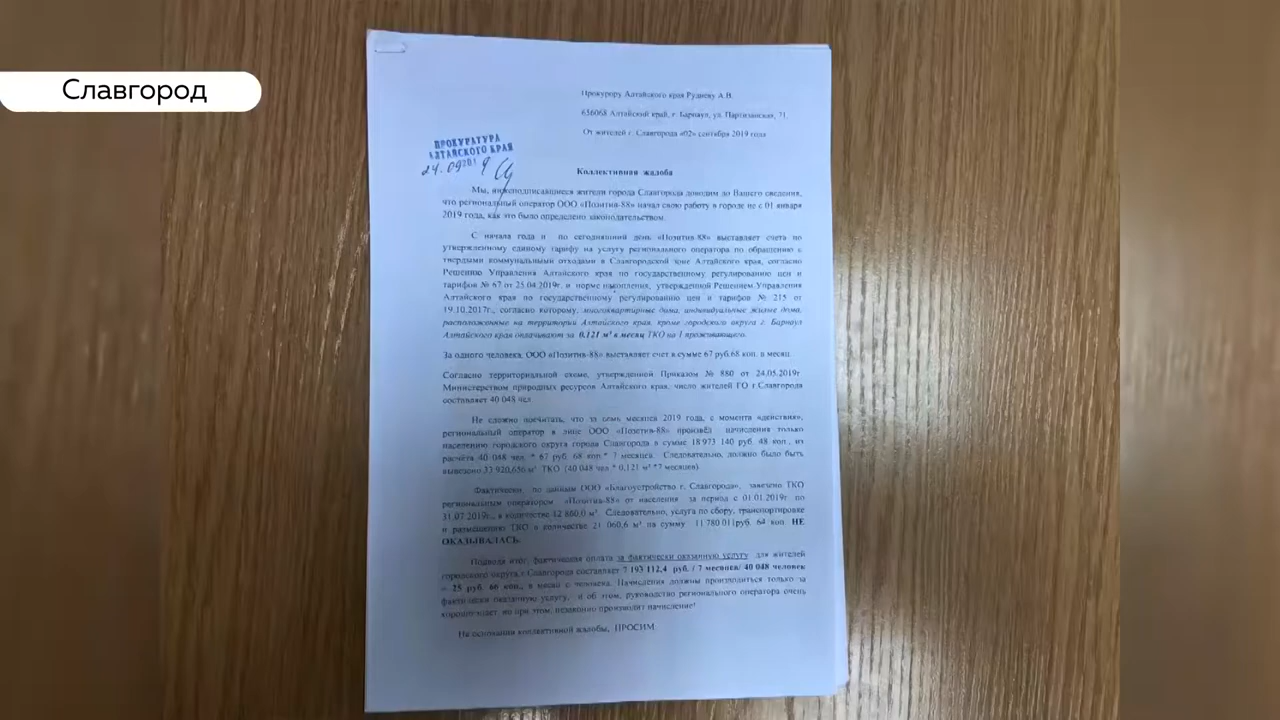 Славгород
Прокурору Алтайского края Рудневу А.В.
656068 Алтайский край, г. Барнаул, ул. Партизанская, 71.
От жителей г. Славгорода «02» сентября 2019 года
ПРОКУРАТУРА
АЛТАЙСКОГО КРАЯ
24.09 201 9
Коллективная жалоба
Мы, нижеподписавшиеся жители города Славгорода доводим до Вашего сведения,
что региональный оператор ООО «Позитив-88» начал свою работу в городе не с 01 января
2019 года, как это было определено законодательством.
С начала года и по сегодняшний день «Позитив-88» выставляет счета по
утвержденному единому тарифу на услугу регионального оператора по обращению с
твердыми коммунальными отходами в Славгородской зоне Алтайского края, согласно
Решению Управления Алтайского края по государственному регулированию цен и
тарифов № 67 от 25.04.2019г. и норме накопления, утвержденной Решением Управления
Алтайского края по государственному регулированию цен и тарифов № 215 от
19.10.2017г., согласно которому, многоквартирные дома, индивидуальные жилые дома,
расположенные на территории Алтайского края, кроме городского округа г. Барнаул
Алтайского края оплачивают за 0,121 м³ в месяц ТКО на 1 проживающего.
За одного человека, ООО «Позитив-88» выставляет счет в сумме 67 руб.68 коп. в месяц.
Согласно территориальной схеме, утвержденной Приказом № 880 от 24.05.2019г
Министерством природных ресурсов Алтайского края, число жителей ГО г.Славгорода
составляет 40 048 чел.
Не сложно посчитать, что за семь месяцев 2019 года, с момента «действия»,
региональный оператор в лице ООО «Позитив-88» произвёл начисления только
населению городского округа города Славгорода в сумме 18 973 140 руб. 48 коп., из
расчёта 40 048 чел. * 67 руб. 68 коп.* 7 месяцев. Следовательно, должно было быть
вывезено 33 920,656 м³ ТКО (40 048 чел * 0,121 м³ *7 месяцев).
Фактически, по данным ООО «Благоустройство г. Славгорода», завезено ТКО
региональным оператором «Позитив-88» от населения за период с 01.01.2019г. по
31.07.2019г., в количестве 12 860,0 м³. Следовательно, услуга по сбору, транспортировке
и размещению ТКО в количестве 21 060,6 м³ на сумму 11 780 011руб. 64 коп. НЕ
ОКАЗЫВАЛАСЬ.
Подводя итог, фактическая оплата за фактически оказанную услугу для жителей
городского округа г.Славгорода составляет 7 193 112,4 руб. / 7 месяцев/ 40 048 человек
= 25 руб. 66 коп., в месяц с человека. Начисления должны производиться только за
фактически оказанную услугу, и об этом, руководство регионального оператора очень
хорошо знает, но при этом, незаконно производит начисление!
На основании коллективной жалобы, ПРОСИМ: